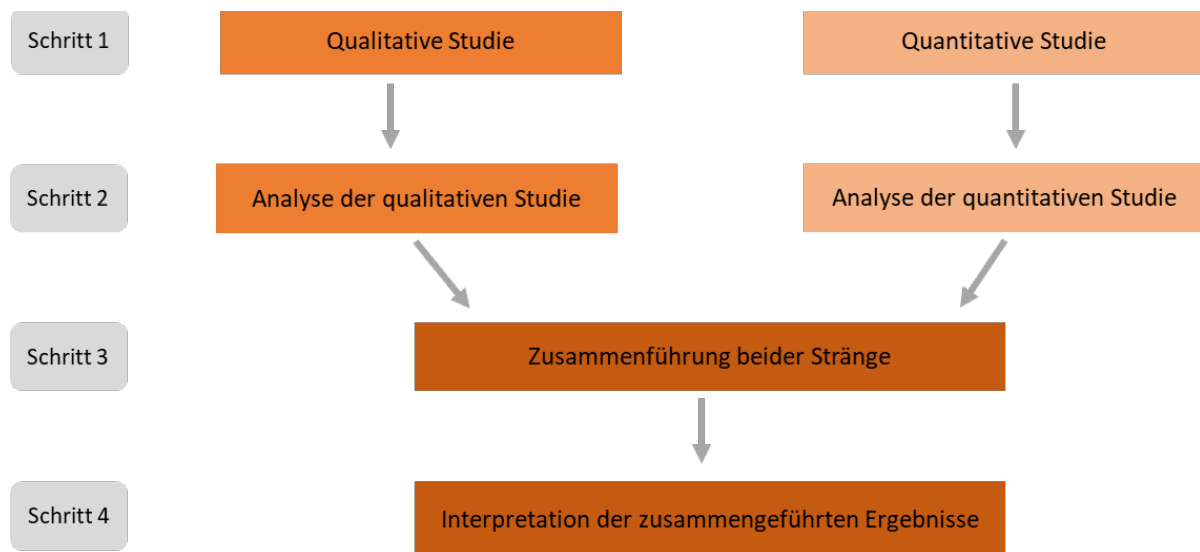 Schritt 1
Qualitative Studie
Quantitative Studie
Schritt 2
Analyse der qualitativen Studie
Analyse der quantitativen Studie
Schritt 3
Zusammenführung beider Stränge
Schritt 4
Interpretation der zusammengeführten Ergebnisse